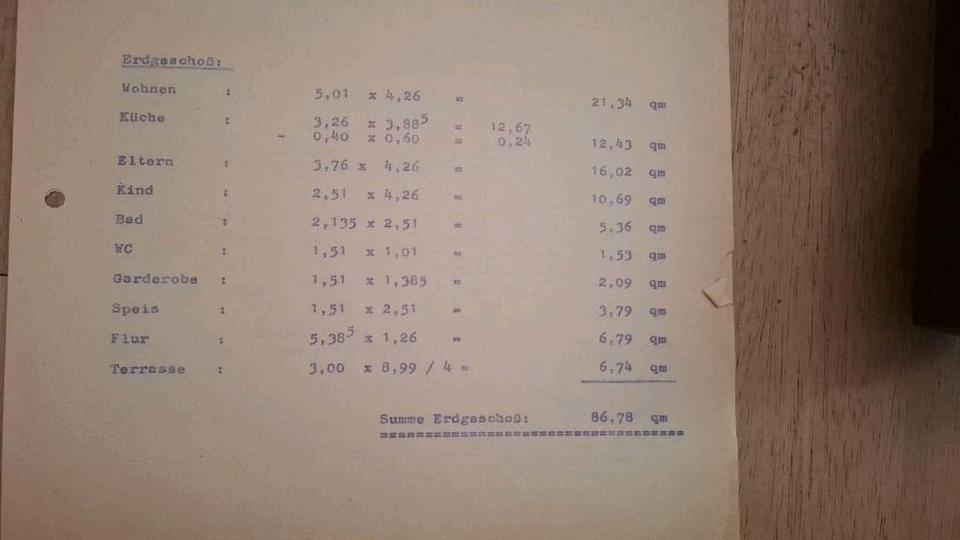 Erdgeschoß:
Wohnen : 5,01 x 4,26 = 21,34 qm
Küche : 3,26 x 3,88⁵ = 12,67
- 0,40 x 0,60 = 0,24 12,43 qm
Eltern : 3,76 x 4,26 = 16,02 qm
Kind : 2,51 x 4,26 = 10,69 qm
Bad : 2,135 x 2,51 = 5,36 qm
WC : 1,51 x 1,01 = 1,53 qm
Garderobe : 1,51 x 1,385 = 2,09 qm
Speis : 1,51 x 2,51 = 3,79 qm
Flur : 5,38⁵ x 1,26 = 6,79 qm
Terrasse : 3,00 x 8,99 / 4 = 6,74 qm
Summe Erdgeschoß: 86,78 qm